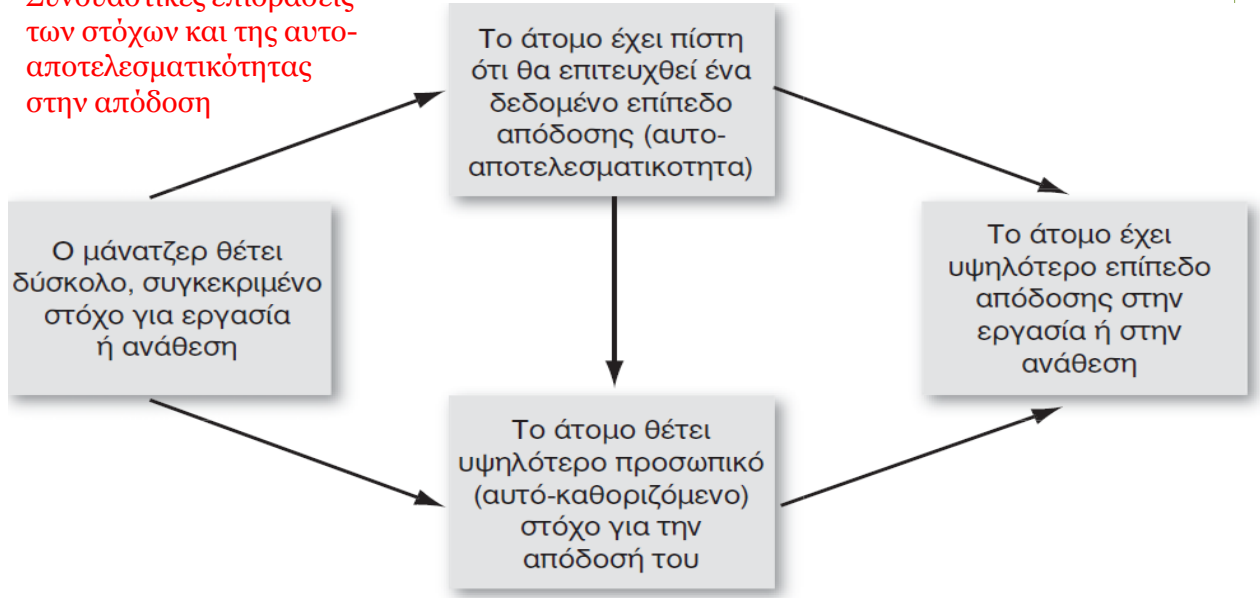 Συνδυαστικές επιδράσεις
των στόχων και της αυτο-
αποτελεσματικότητας
στην απόδοση
Το άτομο έχει πίστη
ότι θα επιτευχθεί ένα
δεδομένο επίπεδο
απόδοσης (αυτο-
αποτελεσματικοτητα)
Ο μάνατζερ θέτει
δύσκολο, συγκεκριμένο
στόχο για εργασία
ή ανάθεση
Το άτομο έχει
υψηλότερο επίπεδο
απόδοσης στην
εργασία ή στην
ανάθεση
Το άτομο θέτει
υψηλότερο προσωπικό
(αυτό-καθοριζόμενο)
στόχο για την
απόδοσή του